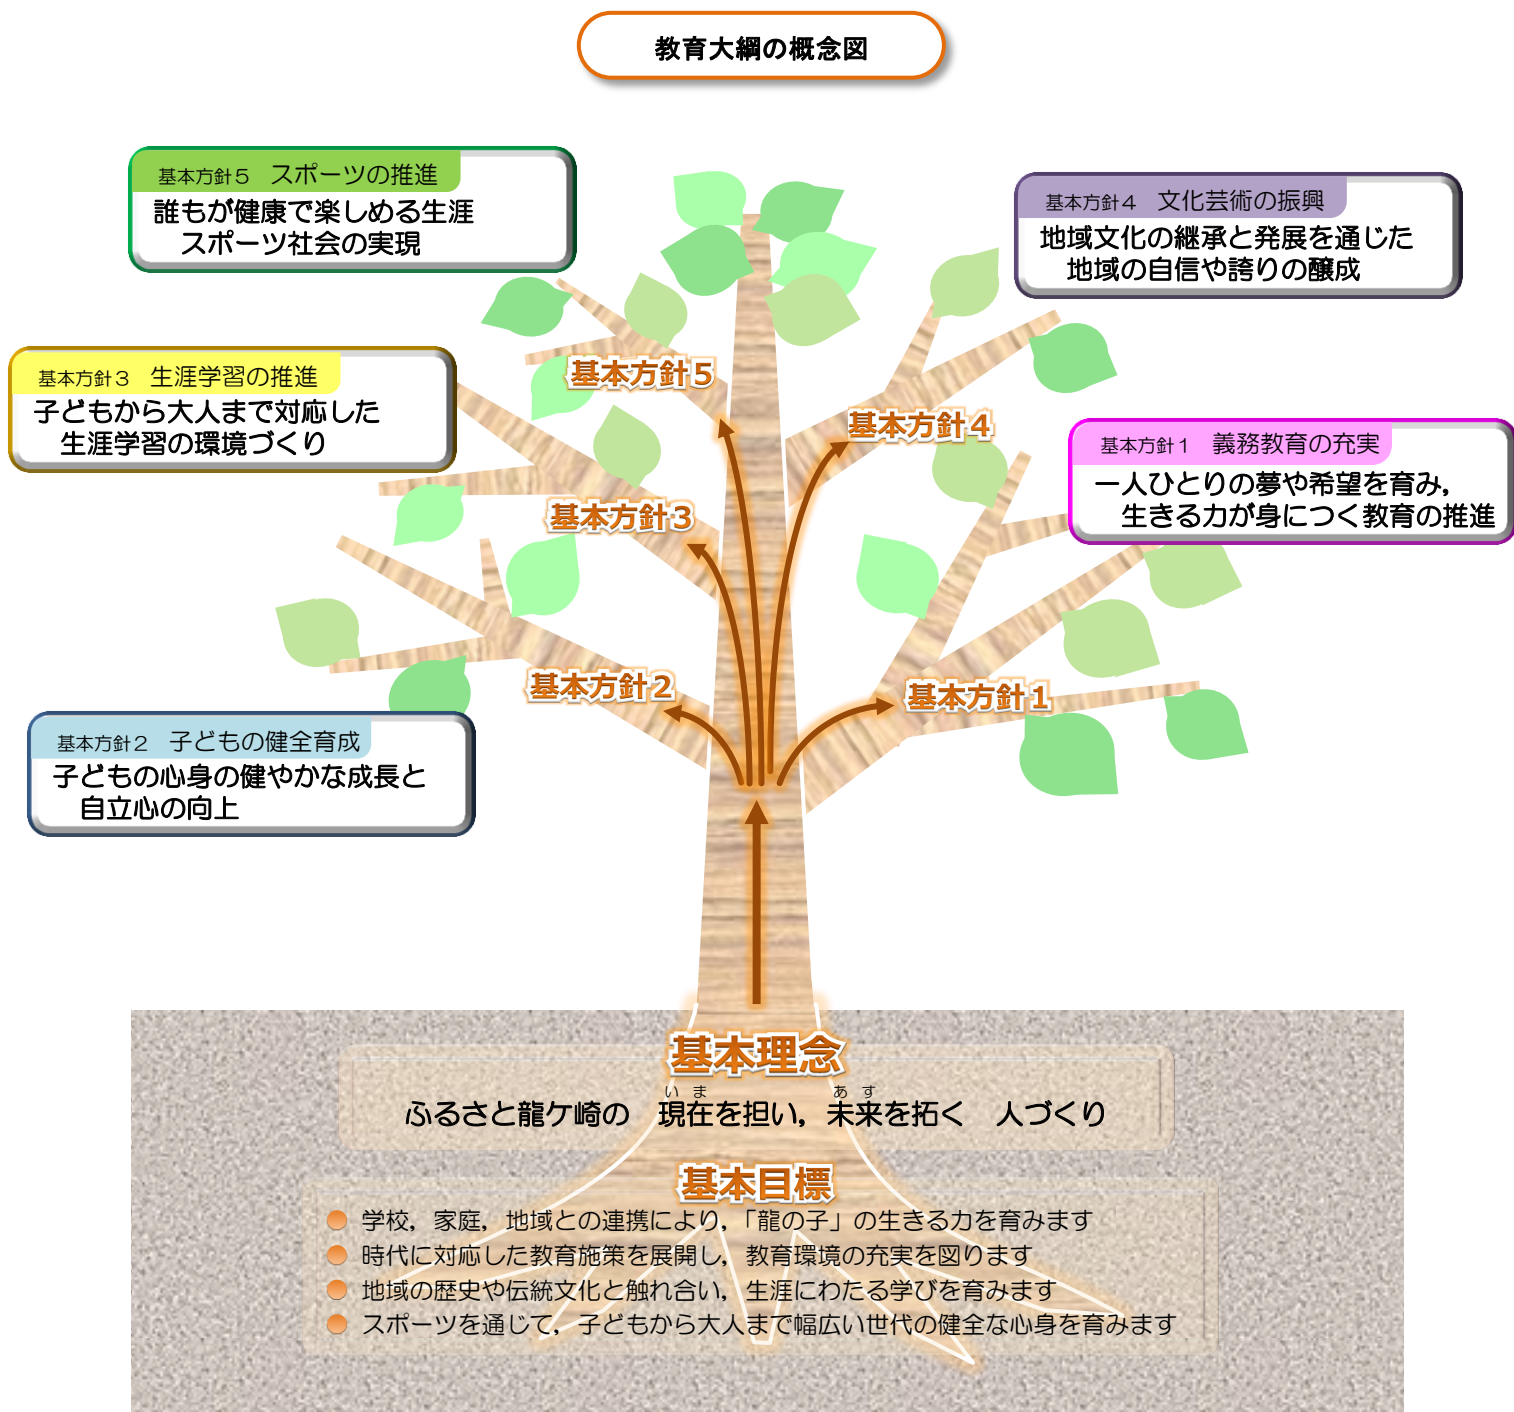 教育大綱の概念図
基本方針５　スポーツの推進
誰もが健康で楽しめる生涯
スポーツ社会の実現
基本方針４　文化芸術の振興
地域文化の継承と発展を通じた
地域の自信や誇りの醸成
基本方針３　生涯学習の推進
子どもから大人まで対応した
生涯学習の環境づくり
基本方針１　義務教育の充実
一人ひとりの夢や希望を育み，
生きる力が身につく教育の推進
基本方針２　子どもの健全育成
子どもの心身の健やかな成長と
自立心の向上
基本方針５
基本方針４
基本方針３
基本方針２
基本方針１
基本理念
いま　あす
ふるさと龍ケ崎の　現在を担い，未来を拓く　人づくり
基本目標
学校，家庭，地域との連携により，「龍の子」の生きる力を育みます
時代に対応した教育施策を展開し，教育環境の充実を図ります
地域の歴史や伝統文化と触れ合い，生涯にわたる学びを育みます
スポーツを通じて，子どもから大人まで幅広い世代の健全な心身を育みます